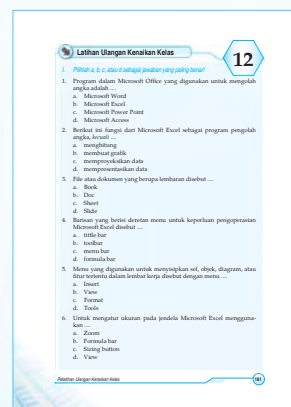 Latihan Ulangan Kenaikan Kelas
12
I. Pilihlah a, b, c, atau d sebagai jawaban yang paling benar!
1. Program dalam Microsoft Office yang digunakan untuk mengolah
angka adalah ....
a. Microsoft Word
b. Microsoft Excel
c. Microsoft Power Point
d. Microsoft Access
2. Berikut ini fungsi dari Microsoft Excel sebagai program pengolah
angka, kecuali ....
a. menghitung
b. membuat grafik
c. memproyeksikan data
d. mempresentasikan data
3. File atau dokumen yang berupa lembaran disebut ....
a. Book
b. Doc
c. Sheet
d. Slide
4. Barisan yang berisi deretan menu untuk keperluan pengoperasian
Microsoft Excel disebut ....
a. tittle bar
b. toolbar
c. menu bar
d. formula bar
5. Menu yang digunakan untuk menyisipkan sel, objek, diagram, atau
fitur tertentu dalam lembar kerja disebut dengan menu ....
a. Insert
b. View
c. Format
d. Tools
6. Untuk mengatur ukuran pada jendela Microsoft Excel mengguna-
kan ....
a. Zoom
b. Formula bar
c. Sizing button
d. View
Pelatihan Ulangan Kenaikan Kelas
181